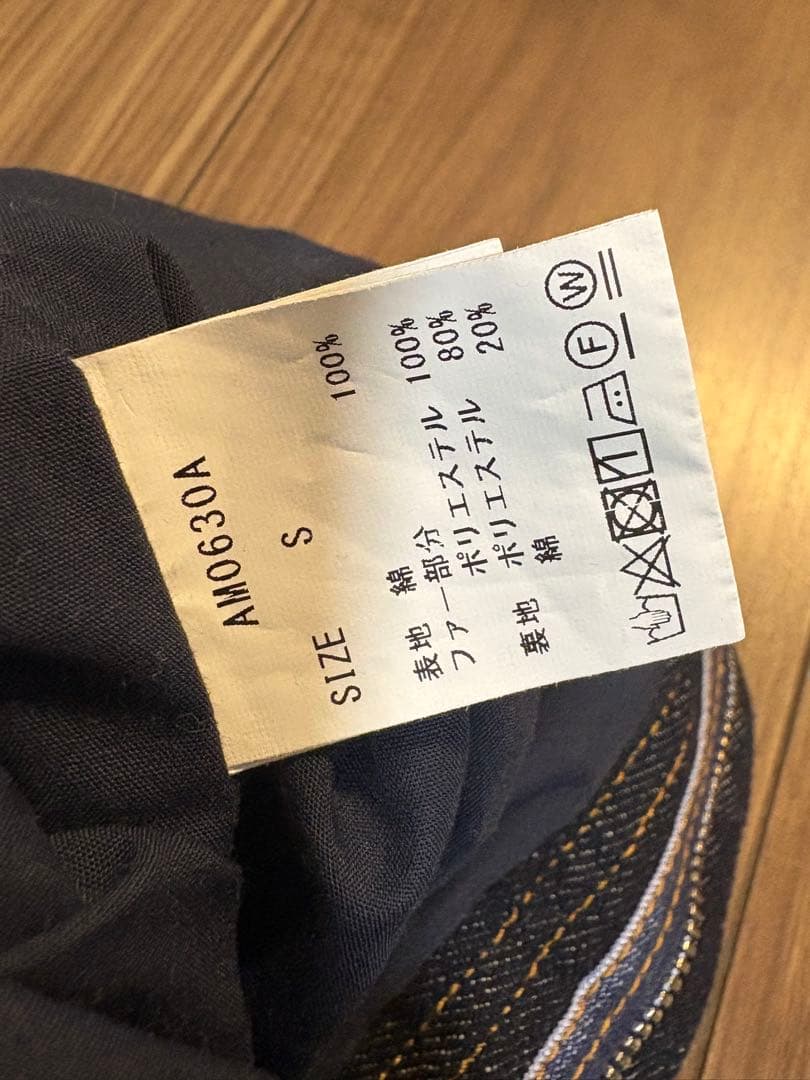 AM0630A
SIZE S
表地 綿 100%
ファー部分
ポリエステル 100%
裏地 ポリエステル 80%
綿 20%
F W